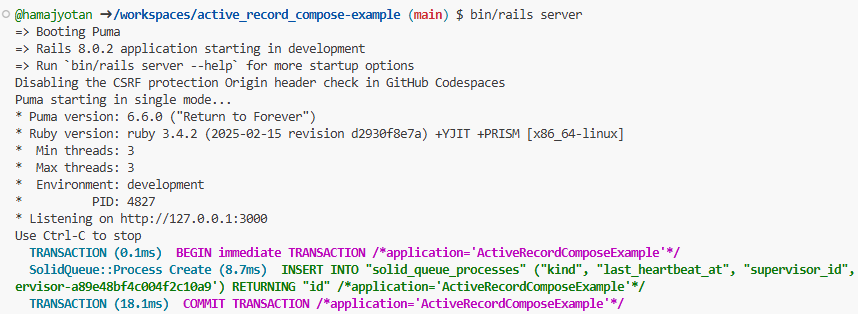 @hamajyotan ➜/workspaces/active_record_compose-example (main) $ bin/rails server
=> Booting Puma
=> Rails 8.0.2 application starting in development
=> Run `bin/rails server --help` for more startup options
Disabling the CSRF protection Origin header check in GitHub Codespaces
Puma starting in single mode...
* Puma version: 6.6.0 ("Return to Forever")
* Ruby version: ruby 3.4.2 (2025-02-15 revision d2930f8e7a) +YJIT +PRISM [x86_64-linux]
*  Min threads: 3
*  Max threads: 3
*  Environment: development
*          PID: 4827
* Listening on http://127.0.0.1:3000
Use Ctrl-C to stop
  TRANSACTION (0.1ms)  BEGIN immediate TRANSACTION /*application='ActiveRecordComposeExample'*/
  SolidQueue::Process Create (8.7ms)  INSERT INTO "solid_queue_processes" ("kind", "last_heartbeat_at", "supervisor_id",
ervisor-a89e48bf4c004f2c10a9') RETURNING "id" /*application='ActiveRecordComposeExample'*/
  TRANSACTION (18.1ms)  COMMIT TRANSACTION /*application='ActiveRecordComposeExample'*/